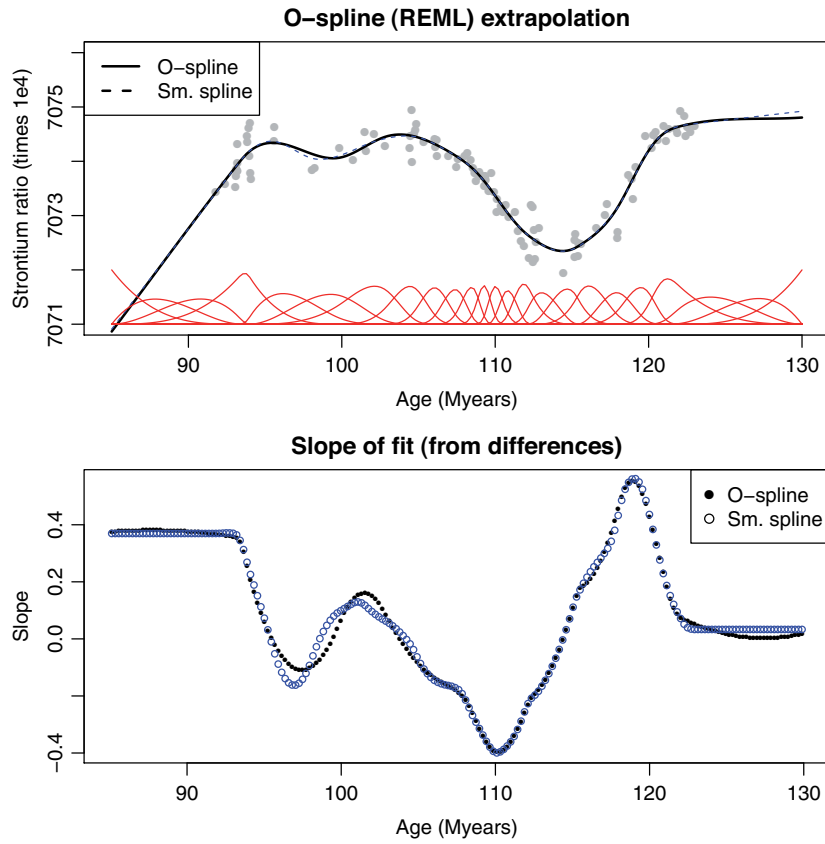 O−spline (REML) extrapolation
O−spline
Sm. spline
Strontium ratio (times 1e4)
7075
7073
7071
90
100
110
120
130
Age (Myears)
Slope of fit (from differences)
O−spline
Sm. spline
Slope
0.4
0.2
0.0
−0.4
90
100
110
120
130
Age (Myears)